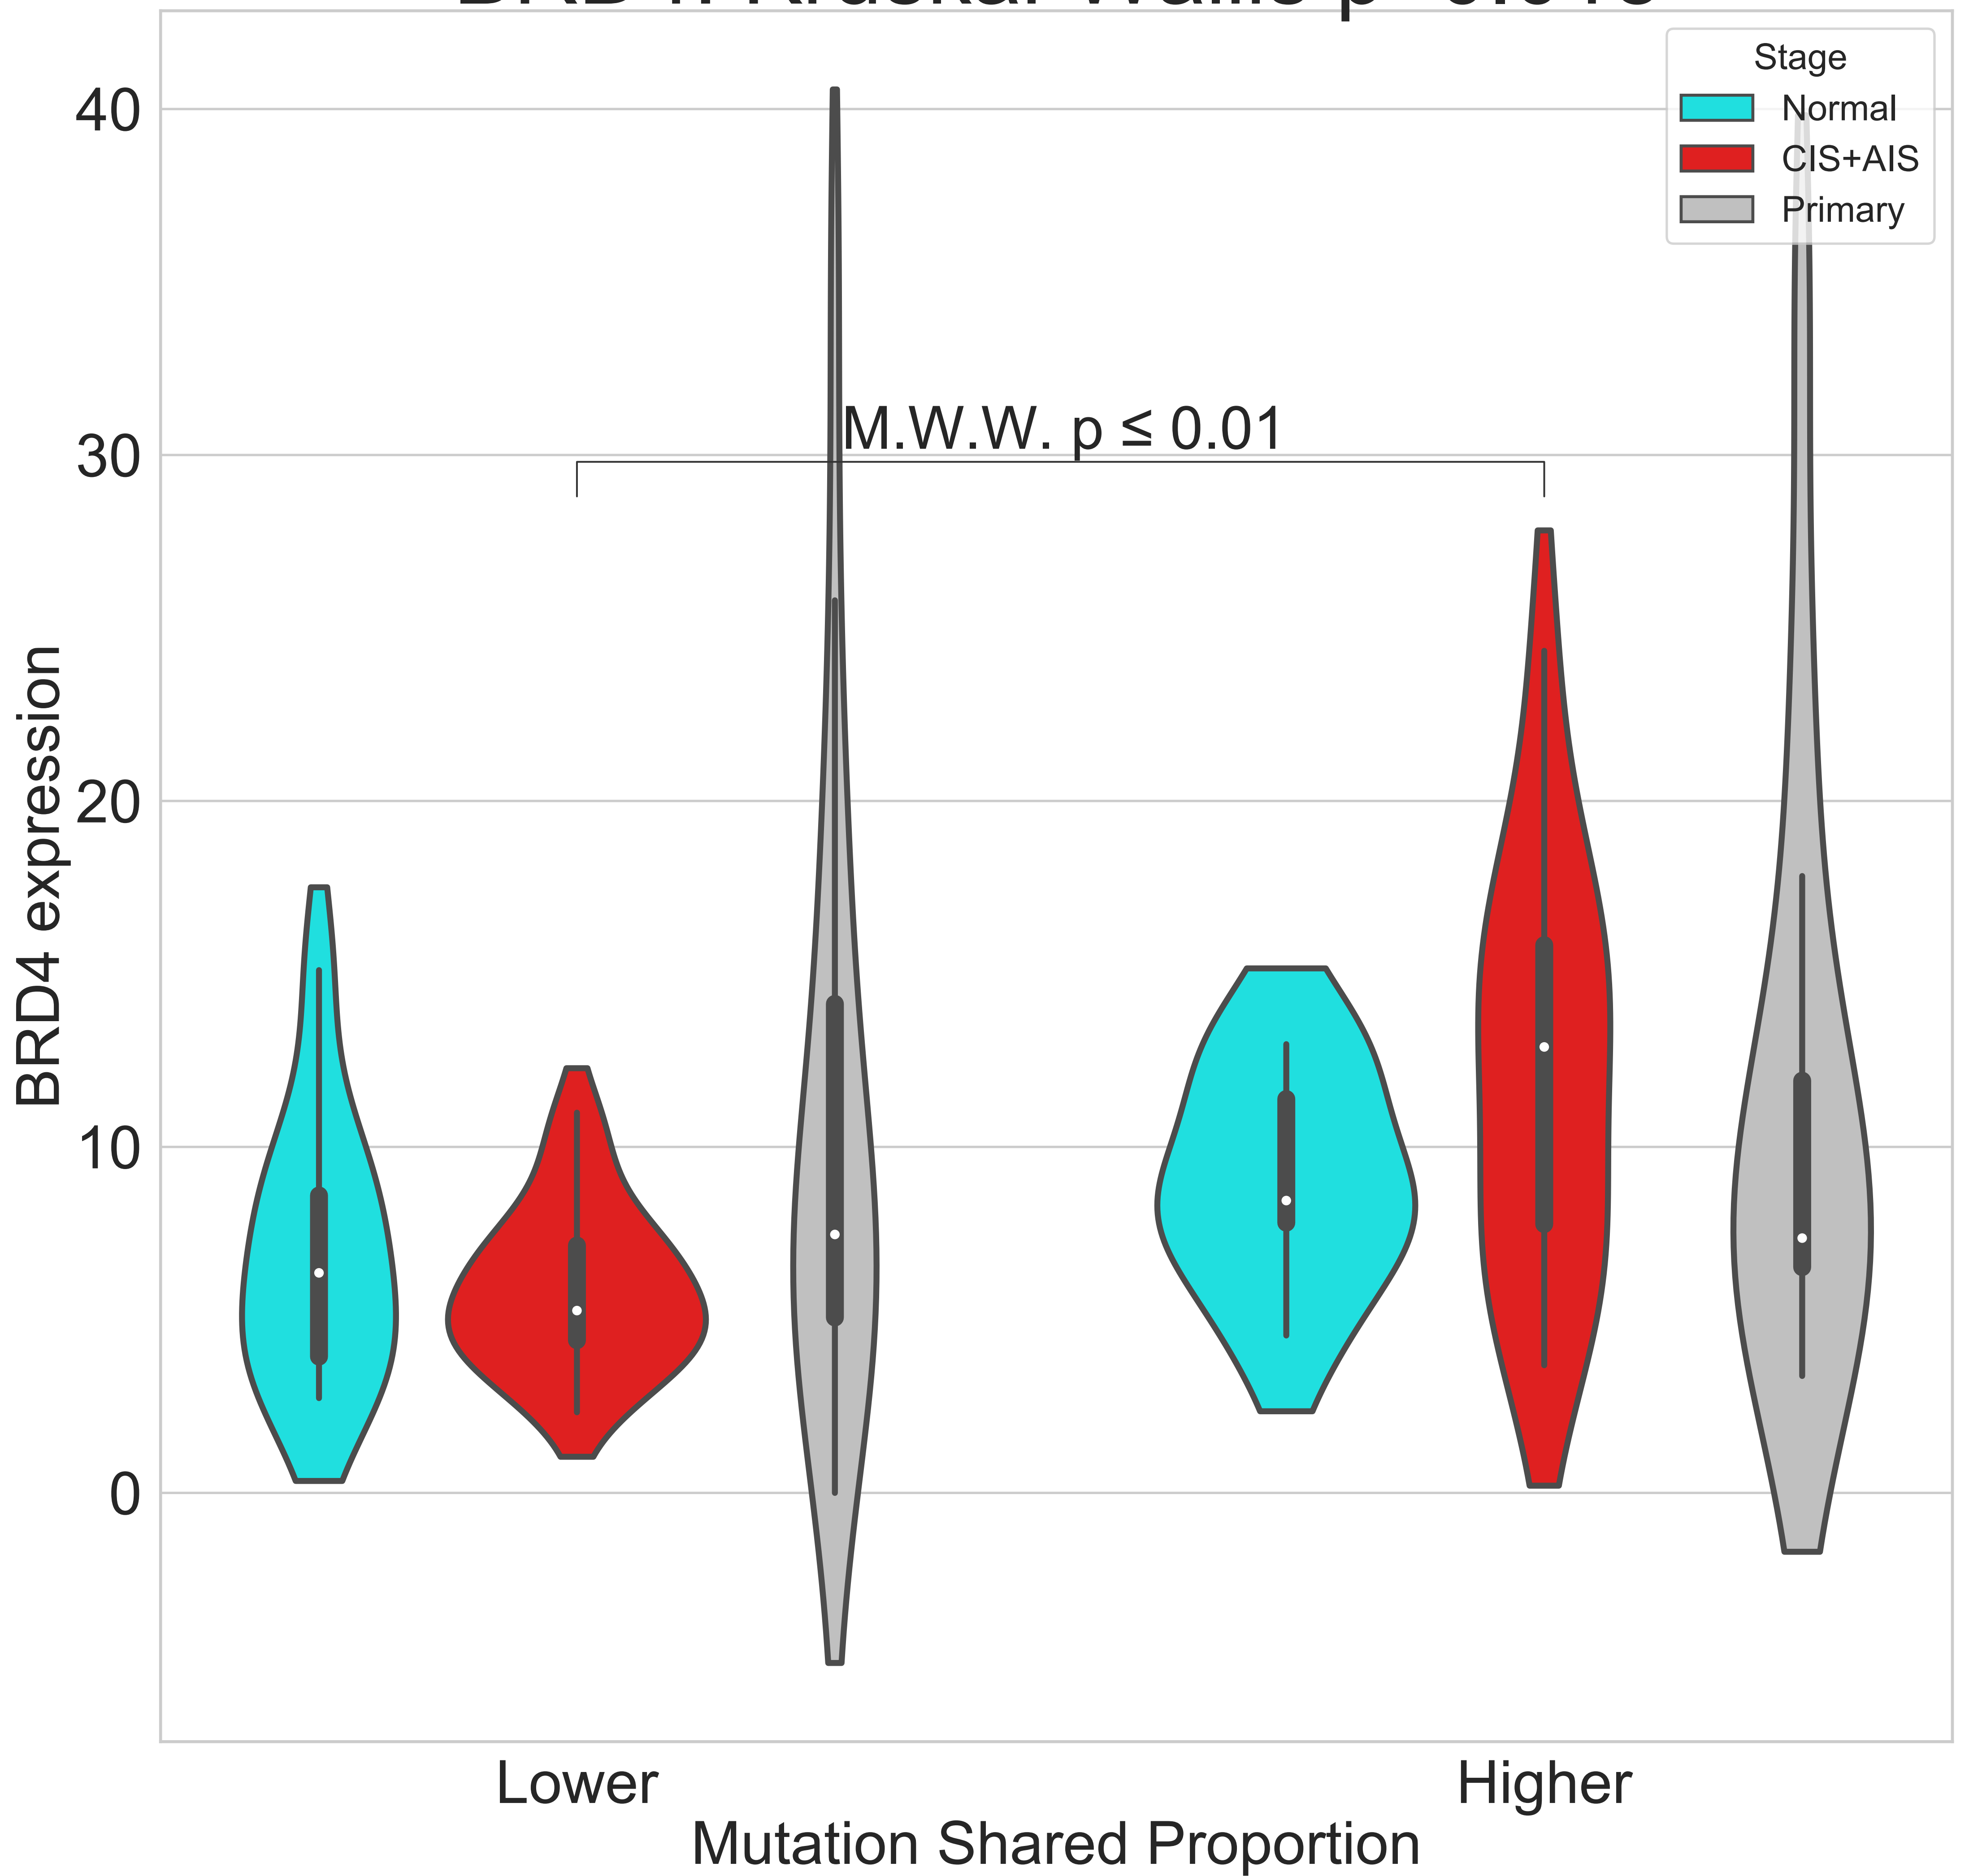 Stage
Normal
CIS+AIS
Primary
40
30
20
10
0
M.W.W. p ≤ 0.01
BRD4 expression
Lower
Higher
Mutation Shared Proportion